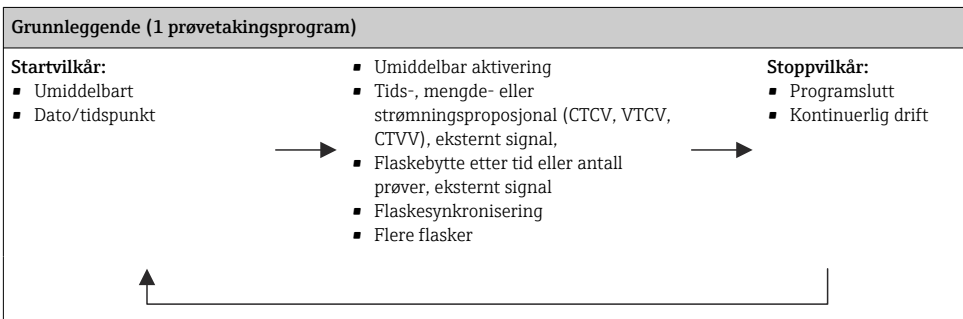 Grunnleggende (1 prøvetakingsprogram)
Startvilkår:
▪ Umiddelbart
▪ Dato/tidspunkt
▪ Umiddelbar aktivering
▪ Tids-, mengde- eller
strømningsproposjonal (CTCV, VTCV,
CTVV), eksternt signal,
▪ Flaskebytte etter tid eller antall
prøver, eksternt signal
▪ Flaskesynkronisering
▪ Flere flasker
Stoppvilkår:
▪ Programslutt
▪ Kontinuerlig drift